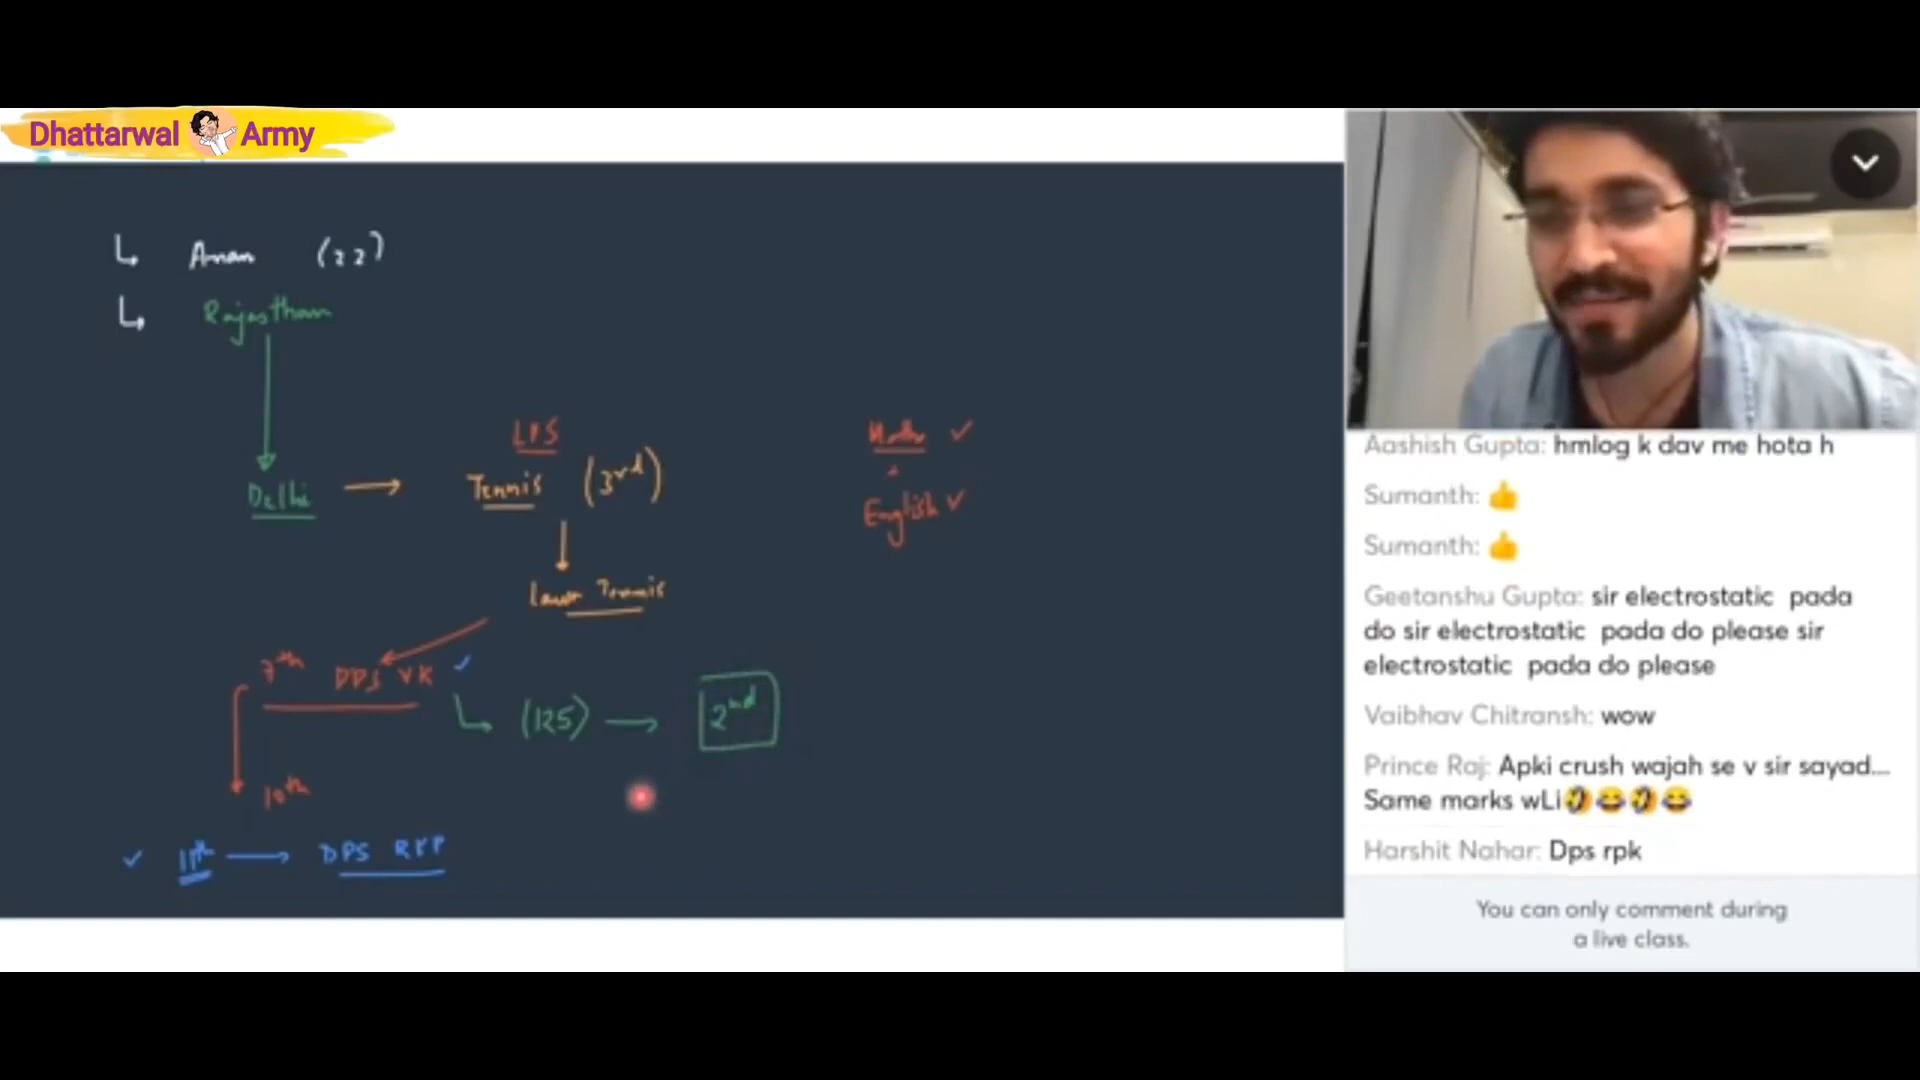 Dhattarwal Army
↳ Aman (22)
↳ Rajasthan
LPS
✓
Delhi → Tennis (3rd)
English ✓
Lawn Tennis
7th DPS VK ✓
↳ (125) → 2nd
10th
✓ 11th → DPS RKP
Aashish Gupta: hmlog k dav me hota h
Sumanth: 👍
Sumanth: 👍
Geetanshu Gupta: sir electrostatic pada
do sir electrostatic pada do please sir
electrostatic pada do please
Vaibhav Chitransh: wow
Prince Raj: Apki crush wajah se v sir sayad...
Same marks wLi🤣😂🤣😂
Harshit Nahar: Dps rpk
You can only comment during
a live class.